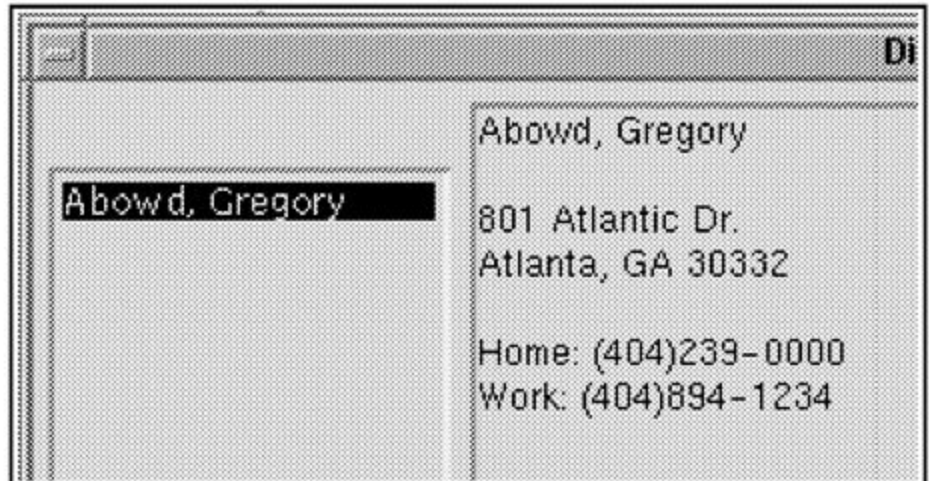 Di
Abowd, Gregory
Abowd, Gregory
801 Atlantic Dr.
Atlanta, GA 30332
Home: (404)239-0000
Work: (404)894-1234